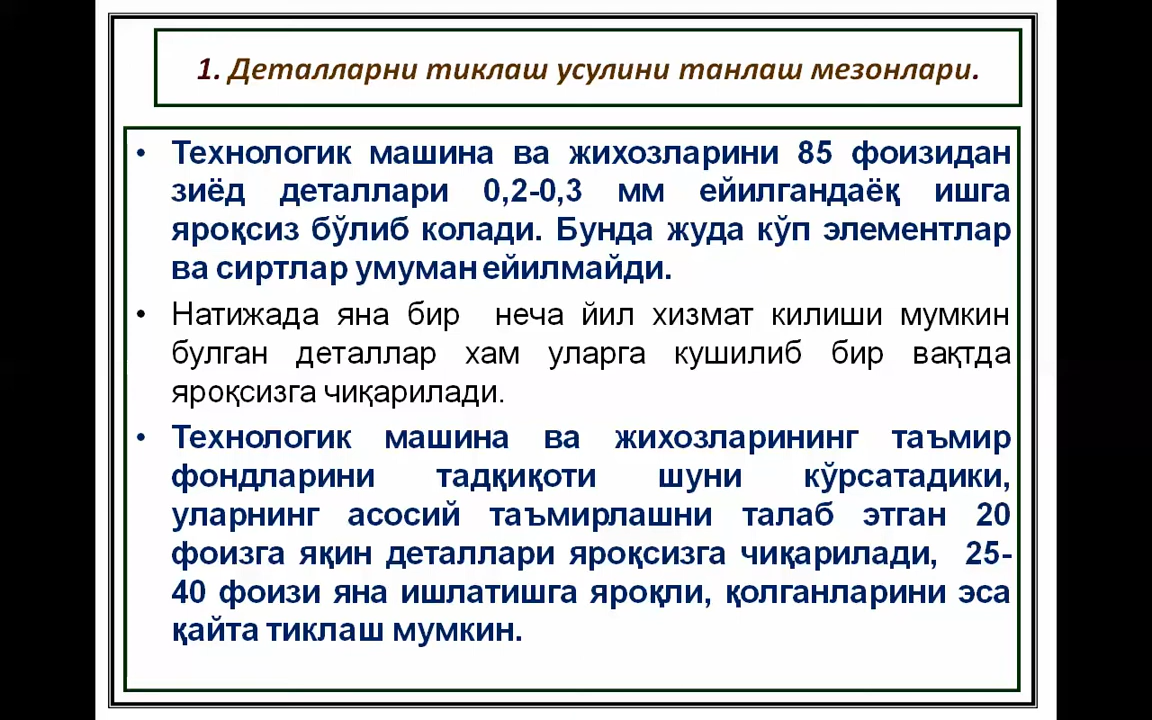 1. Деталларни тиклаш усулини танлаш мезонлари.
• Технологик машина ва жихозларини 85 фоизидан
зиёд деталлари 0,2-0,3 мм ейилгандаёқ ишга
яроқсиз бўлиб колади. Бунда жуда кўп элементлар
ва сиртлар умуман ейилмайди.
• Натижада яна бир неча йил хизмат килиши мумкин
булган деталлар хам уларга кушилиб бир вақтда
яроқсизга чиқарилади.
• Технологик машина ва жихозларининг таъмир
фондларини тадқиқоти шуни кўрсатадики,
уларнинг асосий таъмирлашни талаб этган 20
фоизга яқин деталлари яроқсизга чиқарилади, 25-
40 фоизи яна ишлатишга яроқли, қолганларини эса
қайта тиклаш мумкин.